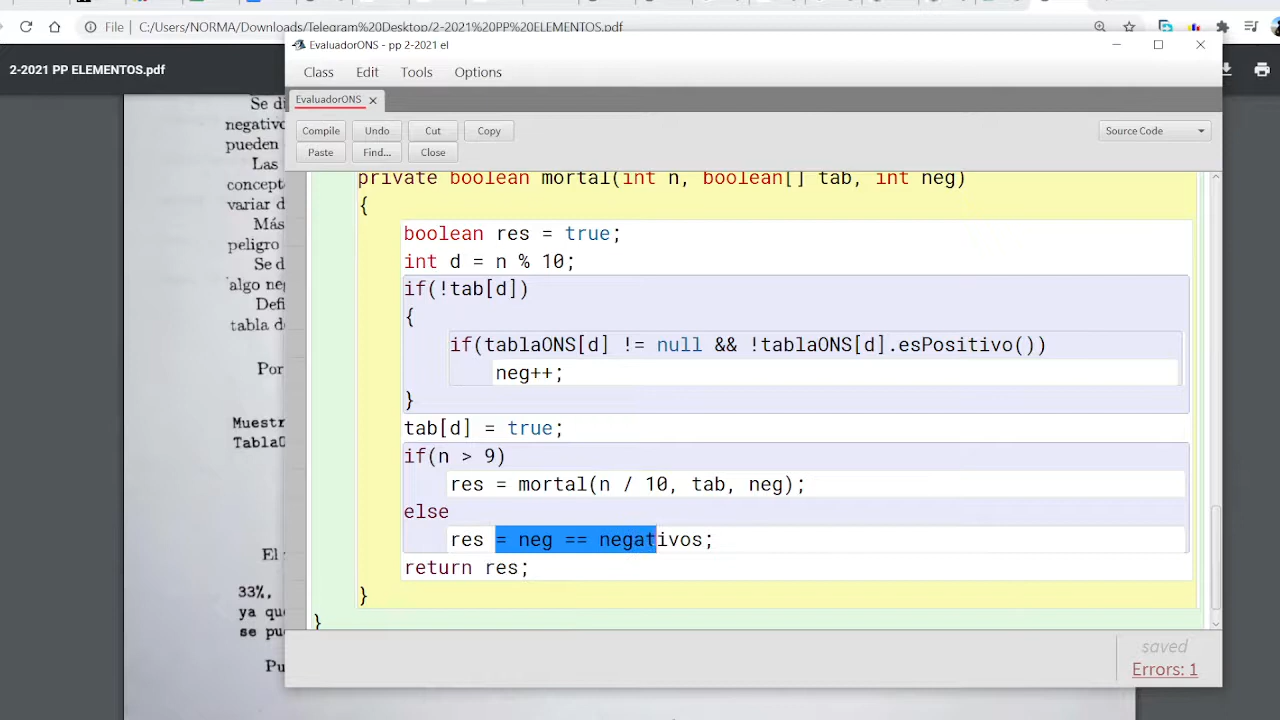 File
C:/Users/NORMA/Downloads/Telegram%20Desktop/2-2021%20PP%20ELEMENTOS.pdf
2-2021 PP ELEMENTOS.pdf
EvaluadorONS - pp 2-2021 el
Class Edit Tools Options
EvaluadorONS
Compile Undo Cut Copy
Paste Find... Close
Source Code
Se di
negativo
pueden
Las
concept
variar d
Más
peligro
Se d
algo neg
Defi
tabla de
Por
Muestr
TablaO
El
33%,
ya que
se pu
Pu
private boolean mortal(int n, boolean[] tab, int neg)
{
boolean res = true;
int d = n % 10;
if(!tab[d])
{
if(tablaONS[d] != null && !tablaONS[d].esPositivo())
neg++;
}
tab[d] = true;
if(n > 9)
res = mortal(n / 10, tab, neg);
else
res = neg == negativos;
return res;
}
}
saved
Errors: 1